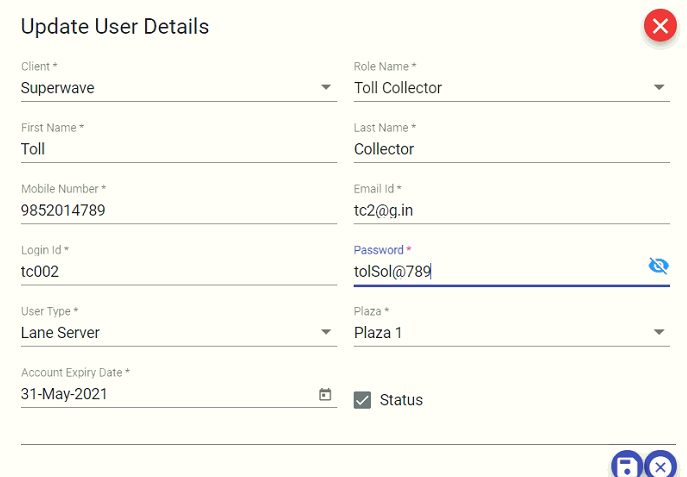 Update User Details
Client *
Role Name *
Superwave
Toll Collector
First Name *
Last Name *
Toll
Collector
Mobile Number *
Email Id *
9852014789
tc2@g.in
Login Id *
Password *
tc002
tolSol@789
User Type *
Plaza *
Lane Server
Plaza 1
Account Expiry Date *
31-May-2021
Status